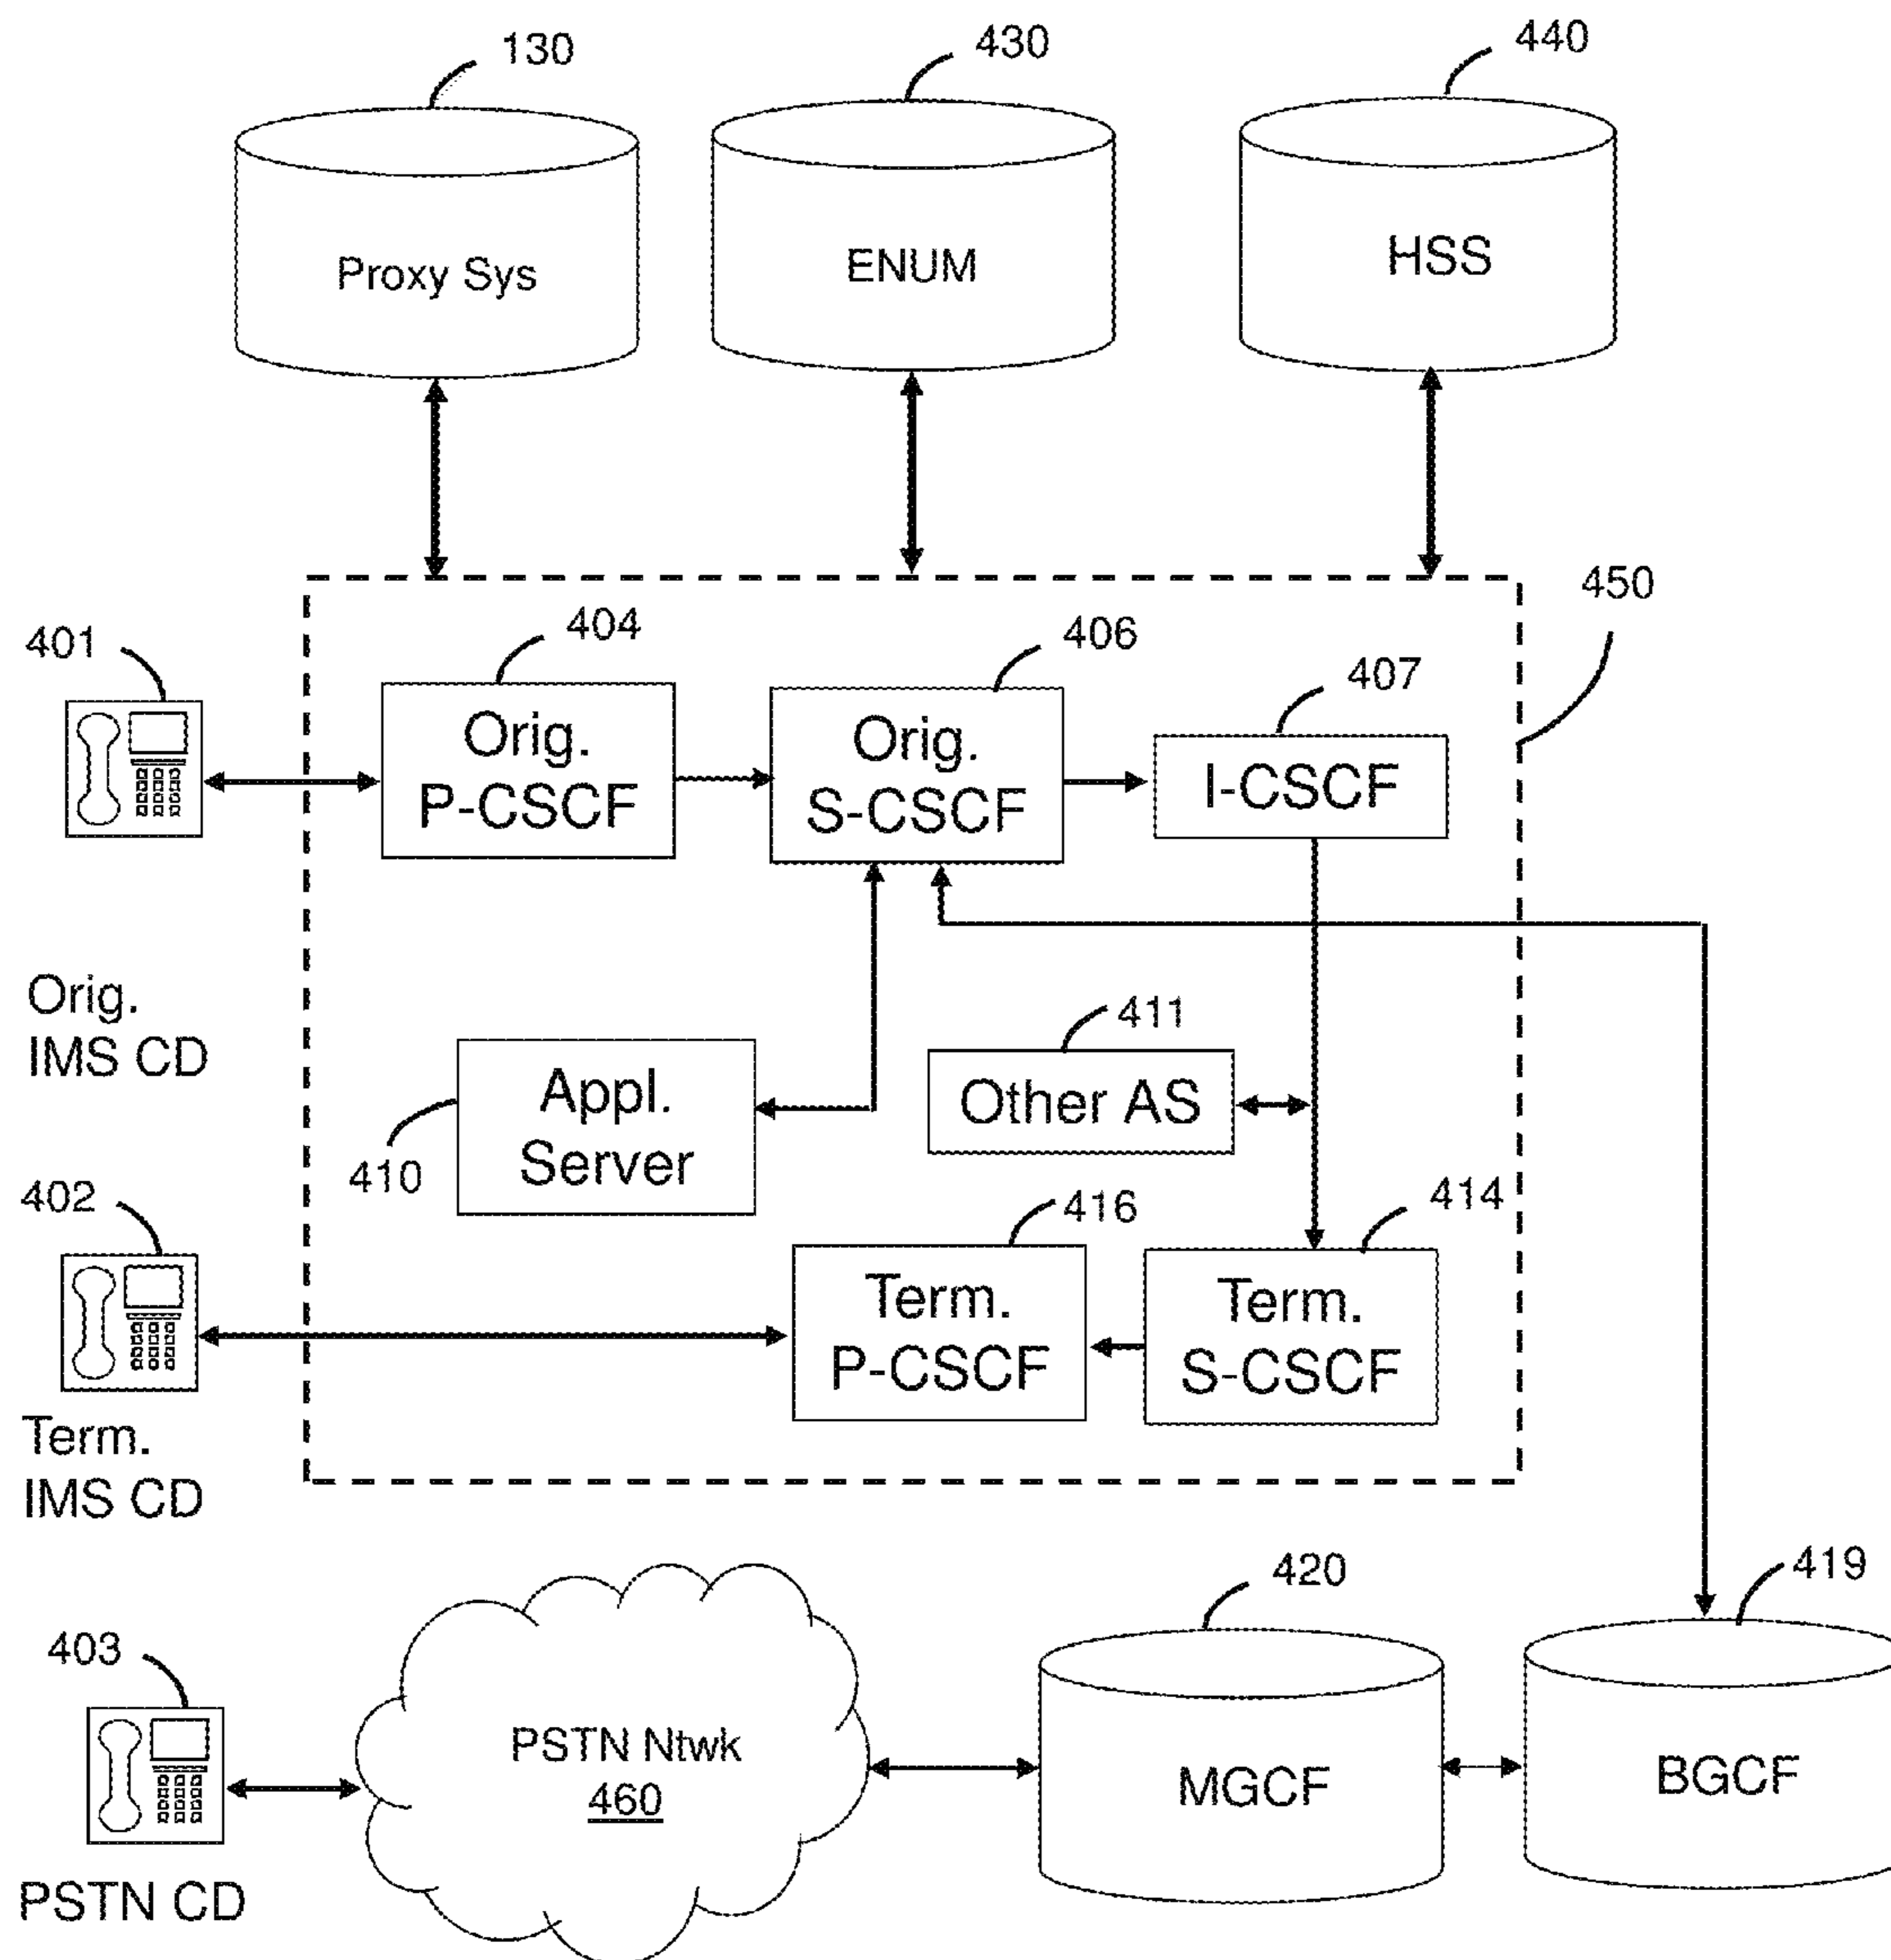 130
430
440
Proxy Sys
ENUM
HSS
450
401
404
406
407
Orig.
P-CSCF
Orig.
S-CSCF
I-CSCF
Orig.
IMS CD
411
Appl.
Server
Other AS
410
402
416
414
Term.
P-CSCF
Term.
S-CSCF
Term.
IMS CD
420
419
403
PSTN Ntwk
460
MGCF
BGCF
PSTN CD